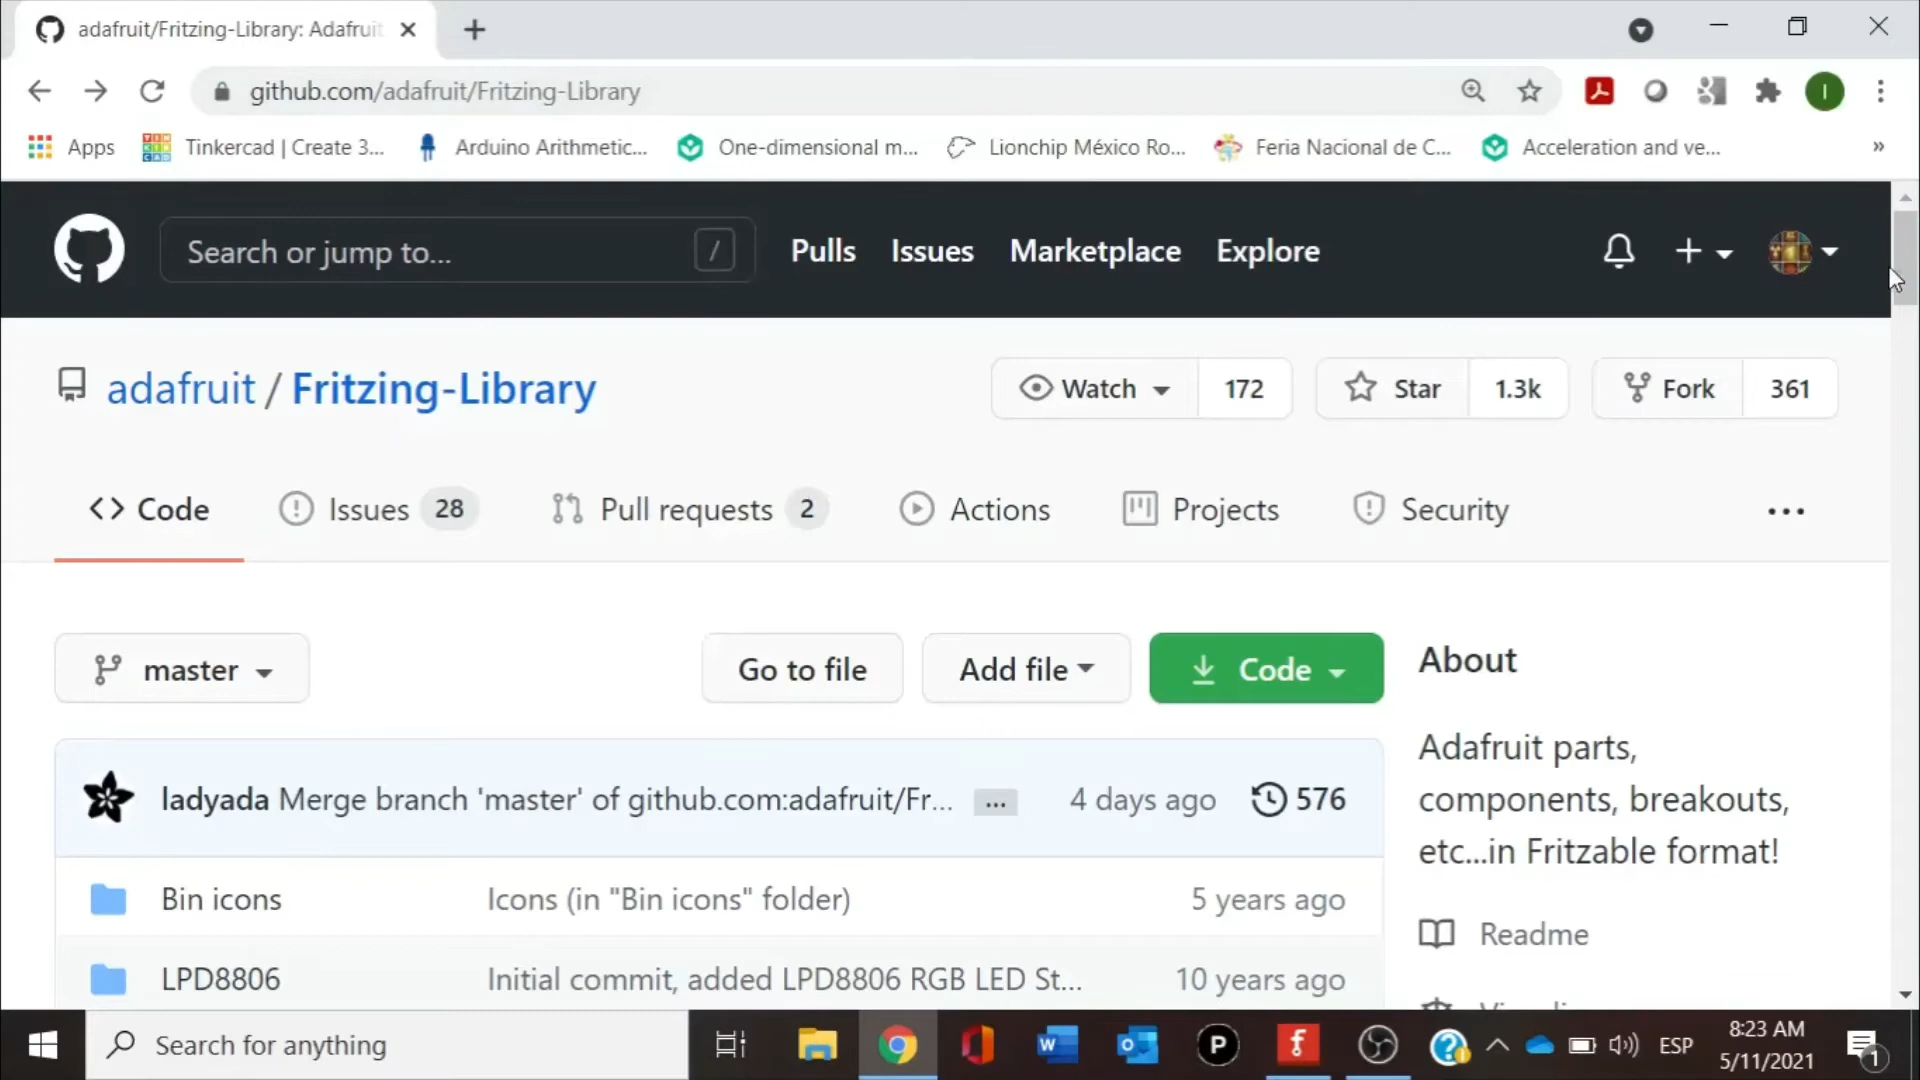 adafruit/Fritzing-Library: Adafruit
github.com/adafruit/Fritzing-Library
Apps Tinkercad | Create 3... Arduino Arithmetic... One-dimensional m... Lionchip México Ro... Feria Nacional de C... Acceleration and ve... »
Search or jump to... / Pulls Issues Marketplace Explore
adafruit / Fritzing-Library Watch 172 Star 1.3k Fork 361
Code Issues 28 Pull requests 2 Actions Projects Security ...
master Go to file Add file Code About
Adafruit parts,
components, breakouts,
etc...in Fritzable format!
ladyada Merge branch 'master' of github.com:adafruit/Fr... ... 4 days ago 576
Bin icons Icons (in "Bin icons" folder) 5 years ago
Readme
LPD8806 Initial commit, added LPD8806 RGB LED St... 10 years ago
Search for anything ESP 8:23 AM
5/11/2021
1